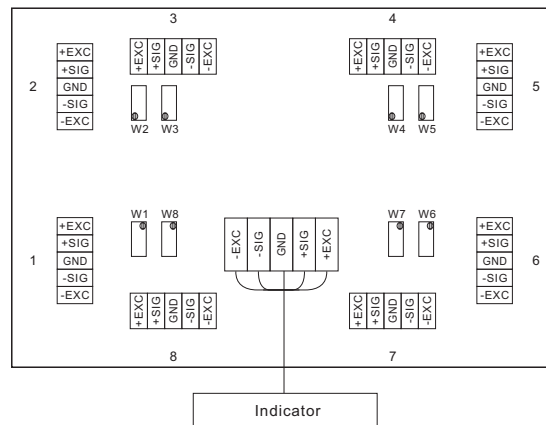 3
4
+EXC
+SIG
GND
-SIG
-EXC
2
+EXC
+SIG
GND
-SIG
-EXC
+EXC
+SIG
GND
-SIG
-EXC
+EXC
+SIG
GND
-SIG
-EXC
5
W2
W3
W4
W5
W1
W8
W7
W6
+EXC
+SIG
GND
-SIG
-EXC
1
-EXC
-SIG
GND
+SIG
+EXC
+EXC
+SIG
GND
-SIG
-EXC
6
+EXC
+SIG
GND
-SIG
-EXC
+EXC
+SIG
GND
-SIG
-EXC
8
7
Indicator